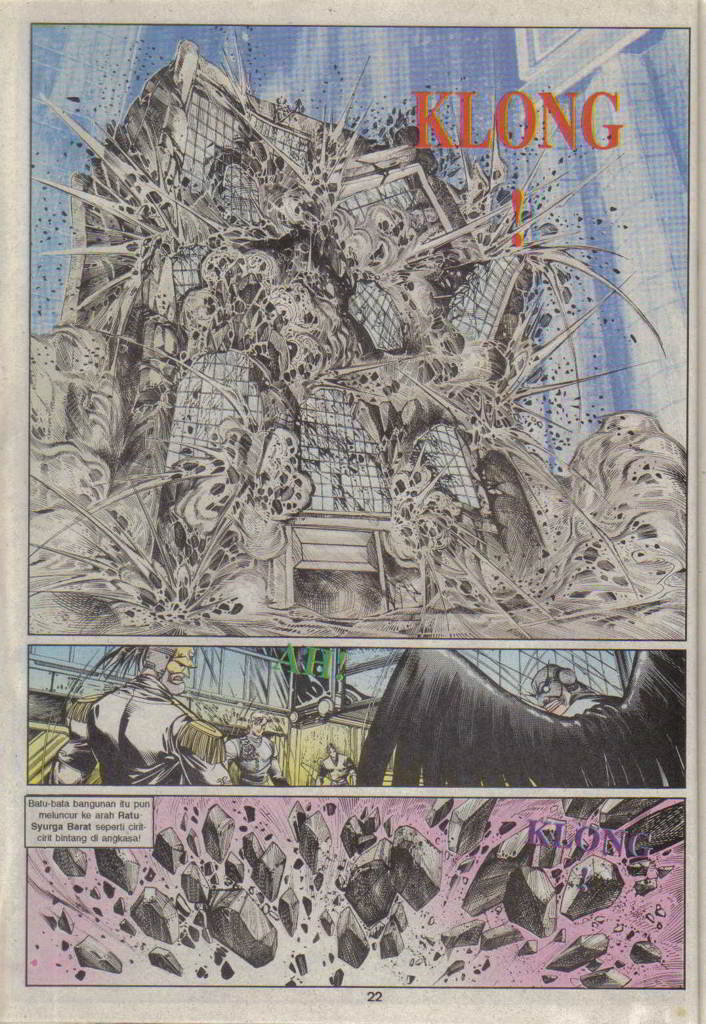 KLONG
!
AH!
Batu-bata bangunan itu pun
meluncur ke arah Ratu
Syurga Barat seperti cirit-
cirit bintang di angkasa!
KLONG
!
22